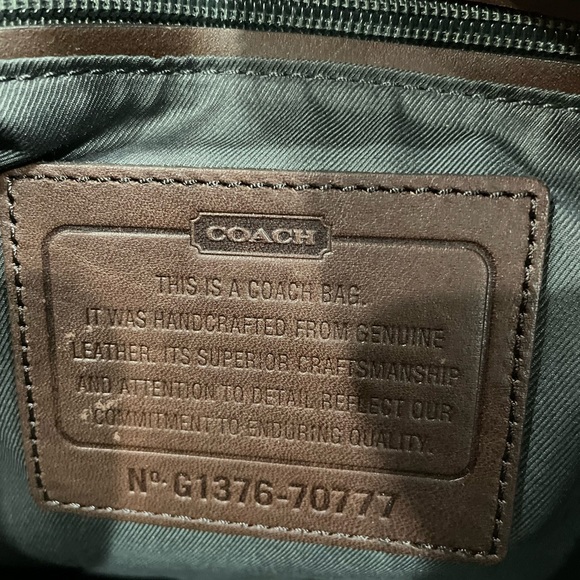 COACH
THIS IS A COACH BAG.
IT WAS HANDCRAFTED FROM GENUINE
LEATHER. ITS SUPERIOR CRAFTSMANSHIP
AND ATTENTION TO DETAIL REFLECT OUR
COMMITMENT TO ENDURING QUALITY.
No. G1376-70777